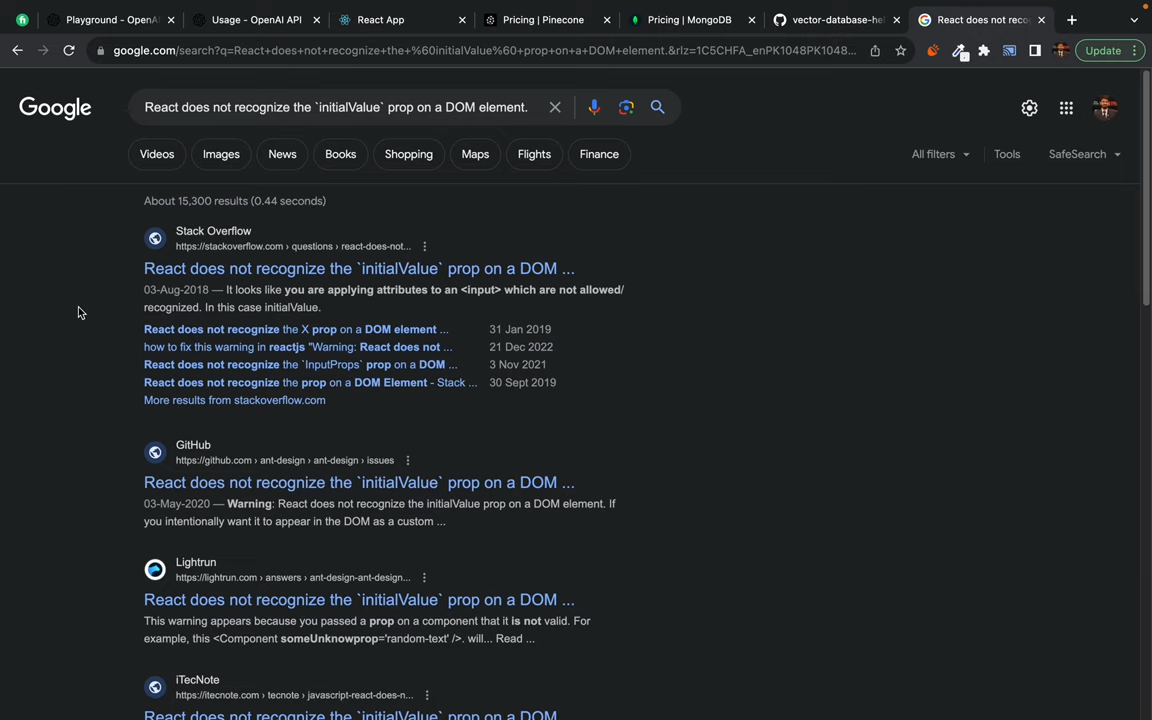 Playground - OpenAI
Usage - OpenAI API
React App
Pricing | Pinecone
Pricing | MongoDB
vector-database-hel
React does not reco
google.com/search?q=React+does+not+recognize+the+%60initialValue%60+prop+on+a+DOM+element.&rlz=1C5CHFA_enPK1048PK1048...
Update
Google
React does not recognize the `initialValue` prop on a DOM element.
Videos
Images
News
Books
Shopping
Maps
Flights
Finance
All filters
Tools
SafeSearch
About 15,300 results (0.44 seconds)
Stack Overflow
https://stackoverflow.com › questions › react-does-not...
React does not recognize the `initialValue` prop on a DOM ...
03-Aug-2018 — It looks like you are applying attributes to an <input> which are not allowed/
recognized. In this case initialValue.
React does not recognize the X prop on a DOM element ... 31 Jan 2019
how to fix this warning in reactjs "Warning: React does not ... 21 Dec 2022
React does not recognize the `InputProps` prop on a DOM ... 3 Nov 2021
React does not recognize the prop on a DOM Element - Stack ... 30 Sept 2019
More results from stackoverflow.com
GitHub
https://github.com › ant-design › ant-design › issues
React does not recognize the `initialValue` prop on a DOM ...
03-May-2020 — Warning: React does not recognize the initialValue prop on a DOM element. If
you intentionally want it to appear in the DOM as a custom ...
Lightrun
https://lightrun.com › answers › ant-design-ant-design...
React does not recognize the `initialValue` prop on a DOM ...
This warning appears because you passed a prop on a component that it is not valid. For
example, this <Component someUnknowprop='random-text' />. will... Read ...
iTecNote
https://itecnote.com › tecnote › javascript-react-does-n...
React does not recognize the `initialValue` prop on a DOM